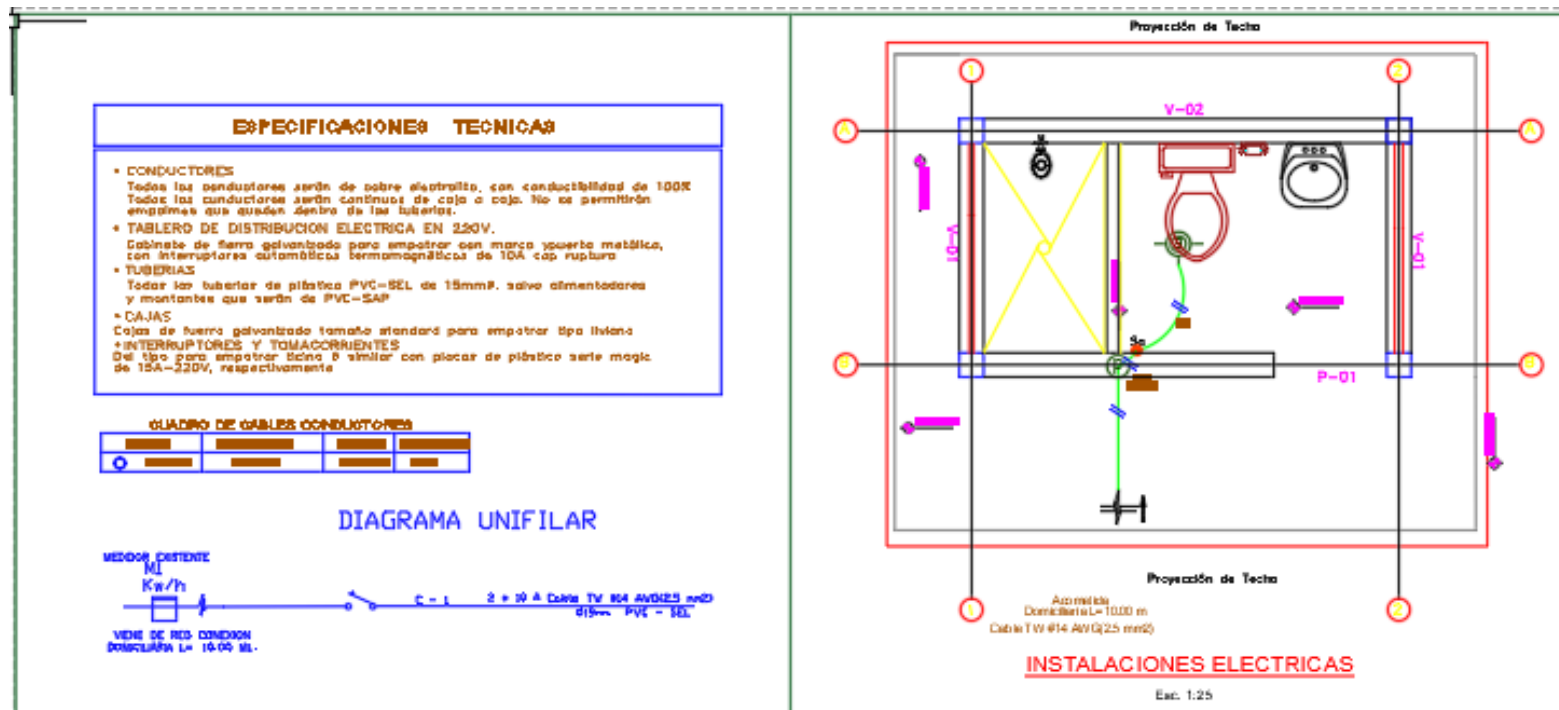 ESPECIFICACIONES TECNICAS
• CONDUCTORES
Todos los conductores serán de cobre electrolito, con conductibilidad de 100%
Todos los conductores serán continuos de caja a caja. No se permitirán
empalmes que queden dentro de las tuberias.
• TABLERO DE DISTRIBUCION ELECTRICA EN 220V.
Gabinete de fierro galvanizado para empotrar con marco ypuerta metálica,
con interruptores automáticos termomagnáticos de 10A cap ruptura
• TUBERIAS
Todas las tuberias de plástico PVC-SEL de 15mmø. salvo alimentadores
y montantes que serán de PVC-SAP
• CAJAS
Cajas de fuerro galvanizado tamaño standard para empotrar tipo liviano
+INTERRUPTORES Y TOMACORRIENTES
Del tipo para empotrar ticino ó similar con placas de plástico serie magic
de 15A-220V, respectivamente
CUADRO DE CABLES CONDUCTORES
DIAGRAMA UNIFILAR
MEDIDOR EXISTENTE
M1
Kw/h
C - 1
2 * 10 A Cable TW #14 AWG(2.5 mm2)
ø15mm PVC - SEL
VIENE DE RED CONEXION
DOMICILIARIA L= 10.00 ML.
Proyección de Techo
1
2
V-02
A
A
V-01
V-01
Sa
B
B
P-01
Proyección de Techo
1
2
Acometida
Domiciliaria L=10.00 m
Cable TW #14 AWG(2.5 mm2)
INSTALACIONES ELECTRICAS
Esc. 1:25